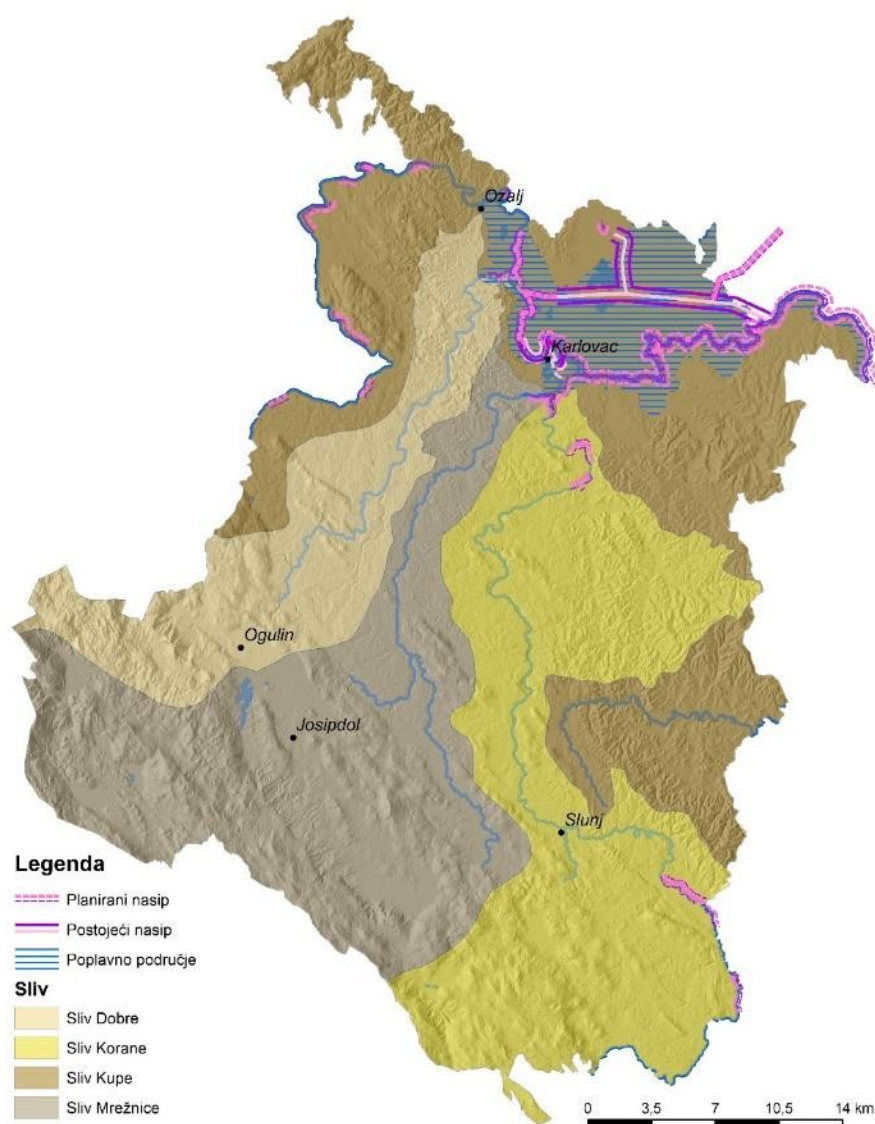 Ozalj
Karlovac
Ogulin
Josipdol
Slunj
Legenda
Planirani nasip
Postojeći nasip
Poplavno područje
Sliv
Sliv Dobre
Sliv Korane
Sliv Kupe
Sliv Mrežnice
0 3,5 7 10,5 14 km